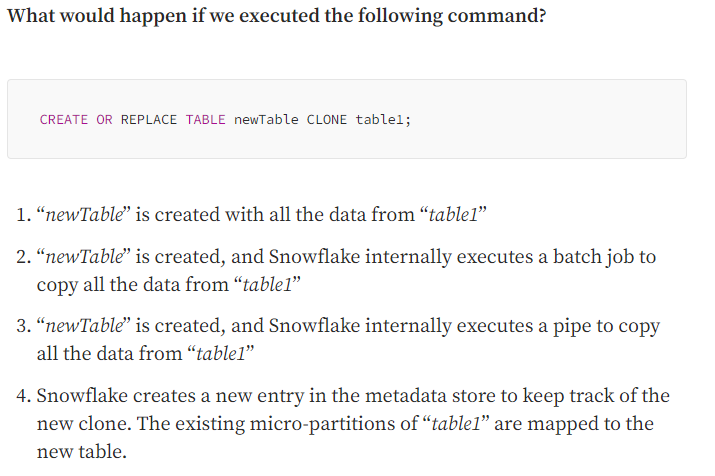 What would happen if we executed the following command?
CREATE OR REPLACE TABLE newTable CLONE table1;
1. “newTable” is created with all the data from “table1”
2. “newTable” is created, and Snowflake internally executes a batch job to
copy all the data from “table1”
3. “newTable” is created, and Snowflake internally executes a pipe to copy
all the data from “table1”
4. Snowflake creates a new entry in the metadata store to keep track of the
new clone. The existing micro-partitions of “table1” are mapped to the
new table.